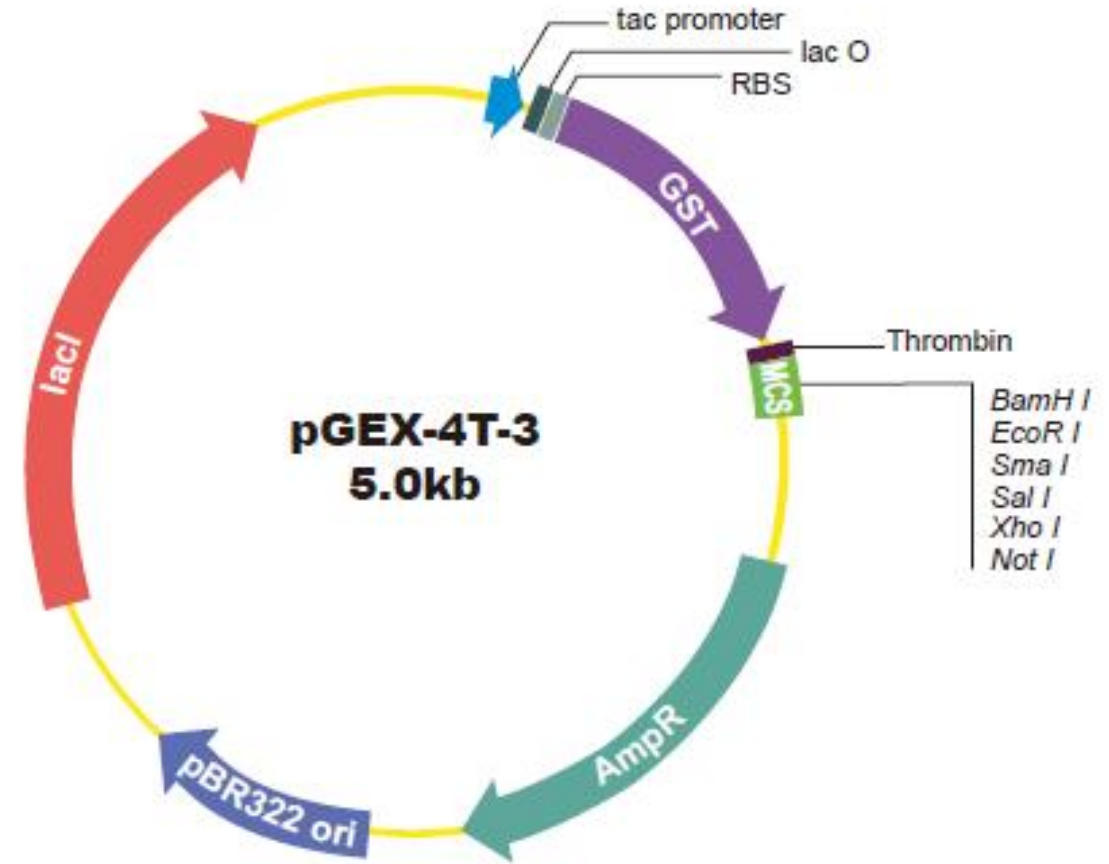 tac promoter
lac O
RBS
GST
Thrombin
MCS
BamH I
EcoR I
Sma I
Sal I
Xho I
Not I
lacI
pGEX-4T-3
5.0kb
AmpR
pBR322 ori